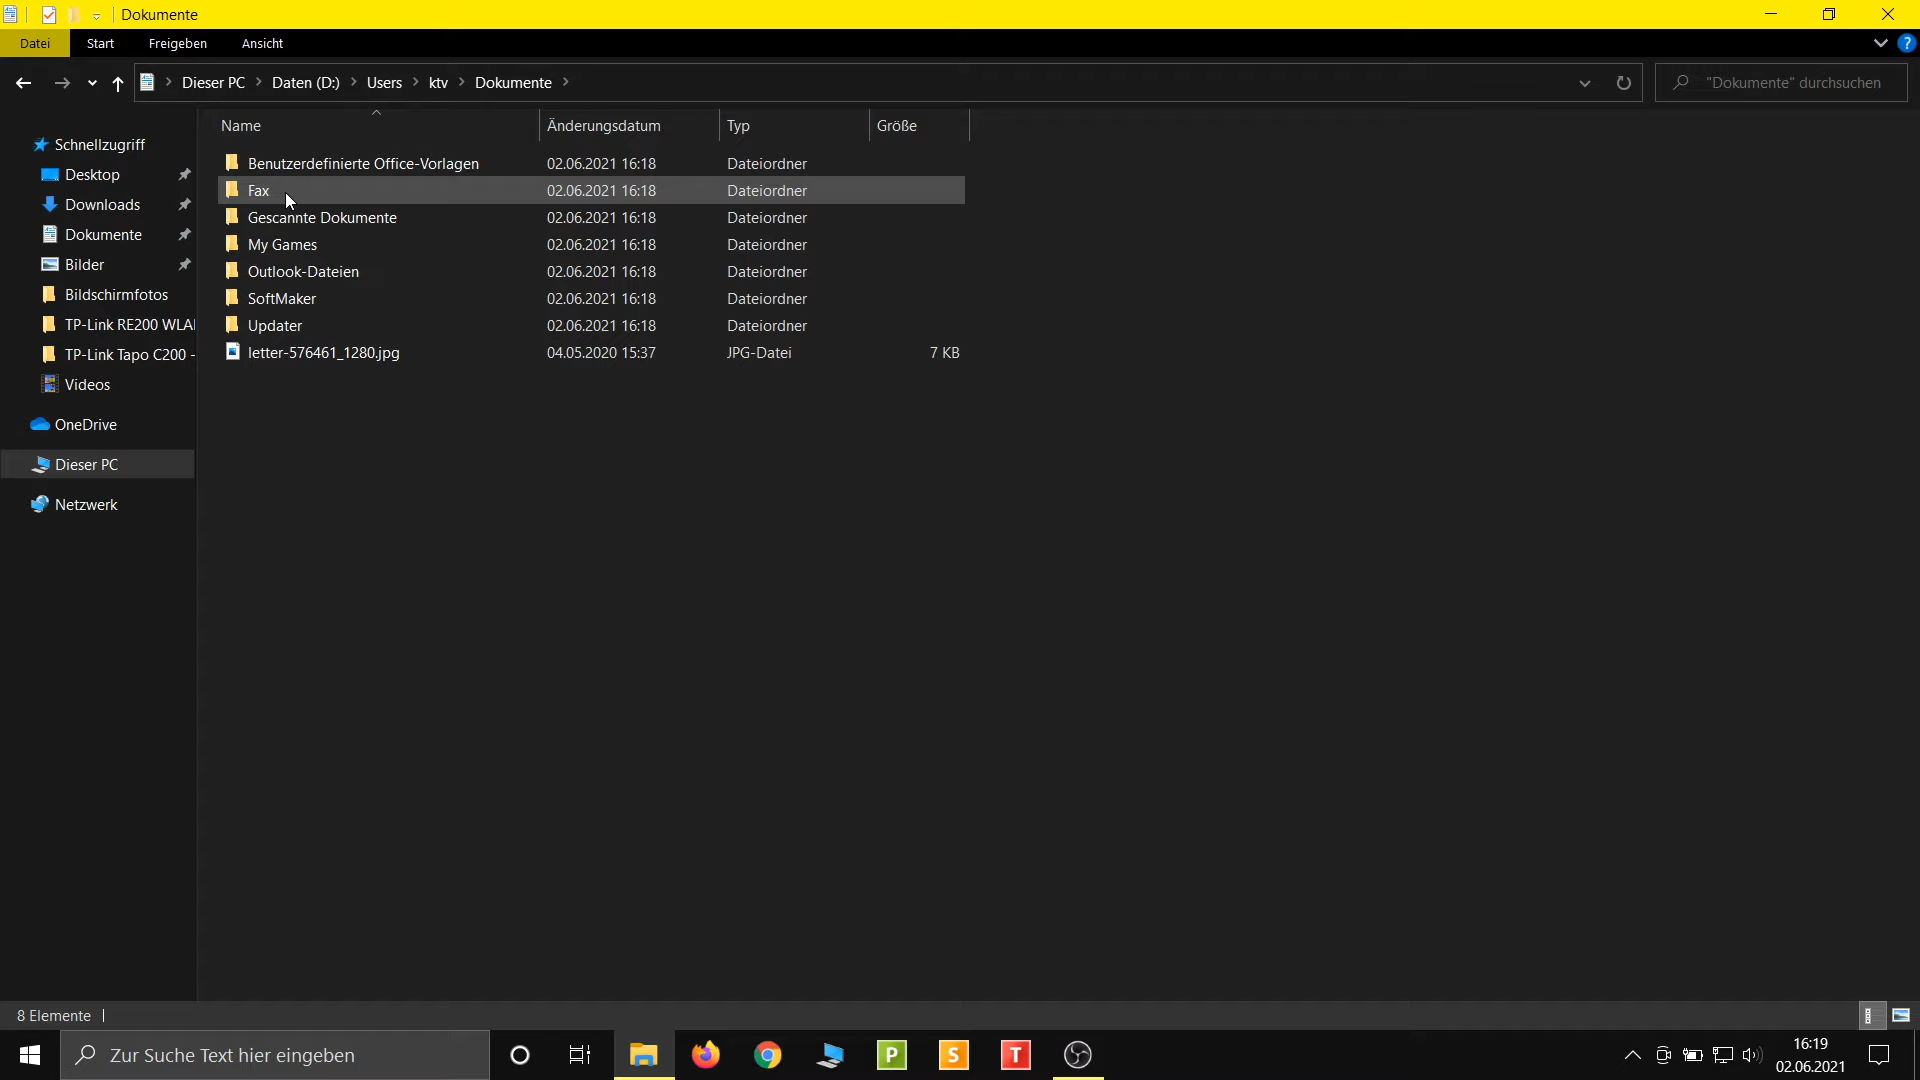 Dokumente
Datei Start Freigeben Ansicht ?
Dieser PC Daten (D:) Users ktv Dokumente "Dokumente" durchsuchen
Name Änderungsdatum Typ Größe
Schnellzugriff
Desktop
Downloads
Dokumente
Bilder
Bildschirmfotos
TP-Link RE200 WLA
TP-Link Tapo C200 -
Videos
OneDrive
Dieser PC
Netzwerk
Benutzerdefinierte Office-Vorlagen 02.06.2021 16:18 Dateiordner
Fax 02.06.2021 16:18 Dateiordner
Gescannte Dokumente 02.06.2021 16:18 Dateiordner
My Games 02.06.2021 16:18 Dateiordner
Outlook-Dateien 02.06.2021 16:18 Dateiordner
SoftMaker 02.06.2021 16:18 Dateiordner
Updater 02.06.2021 16:18 Dateiordner
letter-576461_1280.jpg 04.05.2020 15:37 JPG-Datei 7 KB
8 Elemente
Zur Suche Text hier eingeben
P S T
16:19
02.06.2021